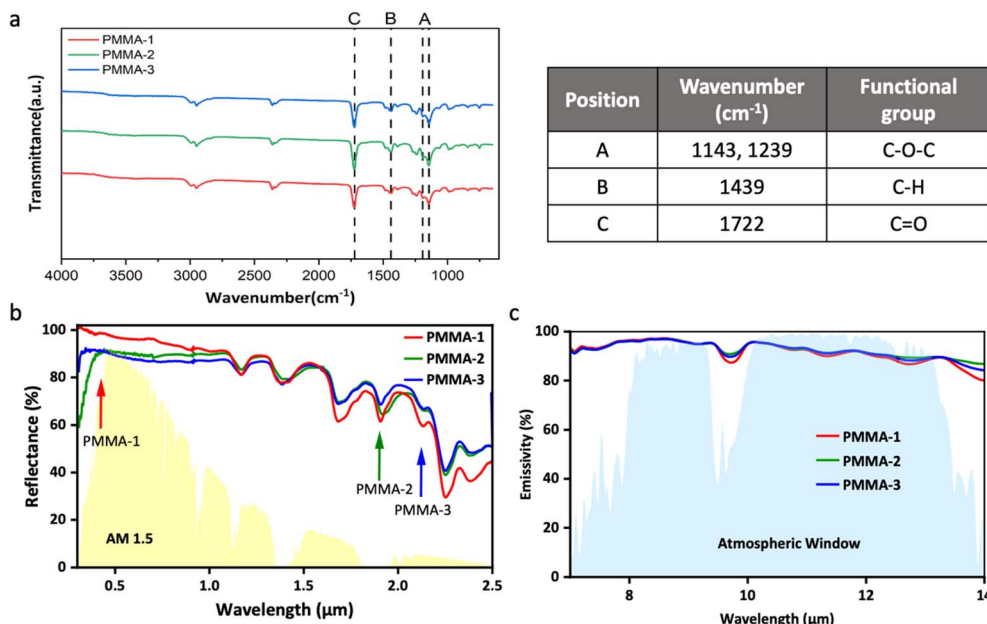 a
C B A
PMMA-1
PMMA-2
PMMA-3
Transmittance(a.u.)
4000 3500 3000 2500 2000 1500 1000
Wavenumber(cm⁻¹)
Position Wavenumber (cm⁻¹) Functional group
A 1143, 1239 C-O-C
B 1439 C-H
C 1722 C=O
b
100
80
60
40
20
0
Reflectance (%)
PMMA-1
PMMA-2
PMMA-3
PMMA-1
PMMA-2
PMMA-3
AM 1.5
0.5 1.0 1.5 2.0 2.5
Wavelength (μm)
c
100
80
60
40
20
0
Emissivity (%)
PMMA-1
PMMA-2
PMMA-3
Atmospheric Window
8 10 12 14
Wavelength (μm)